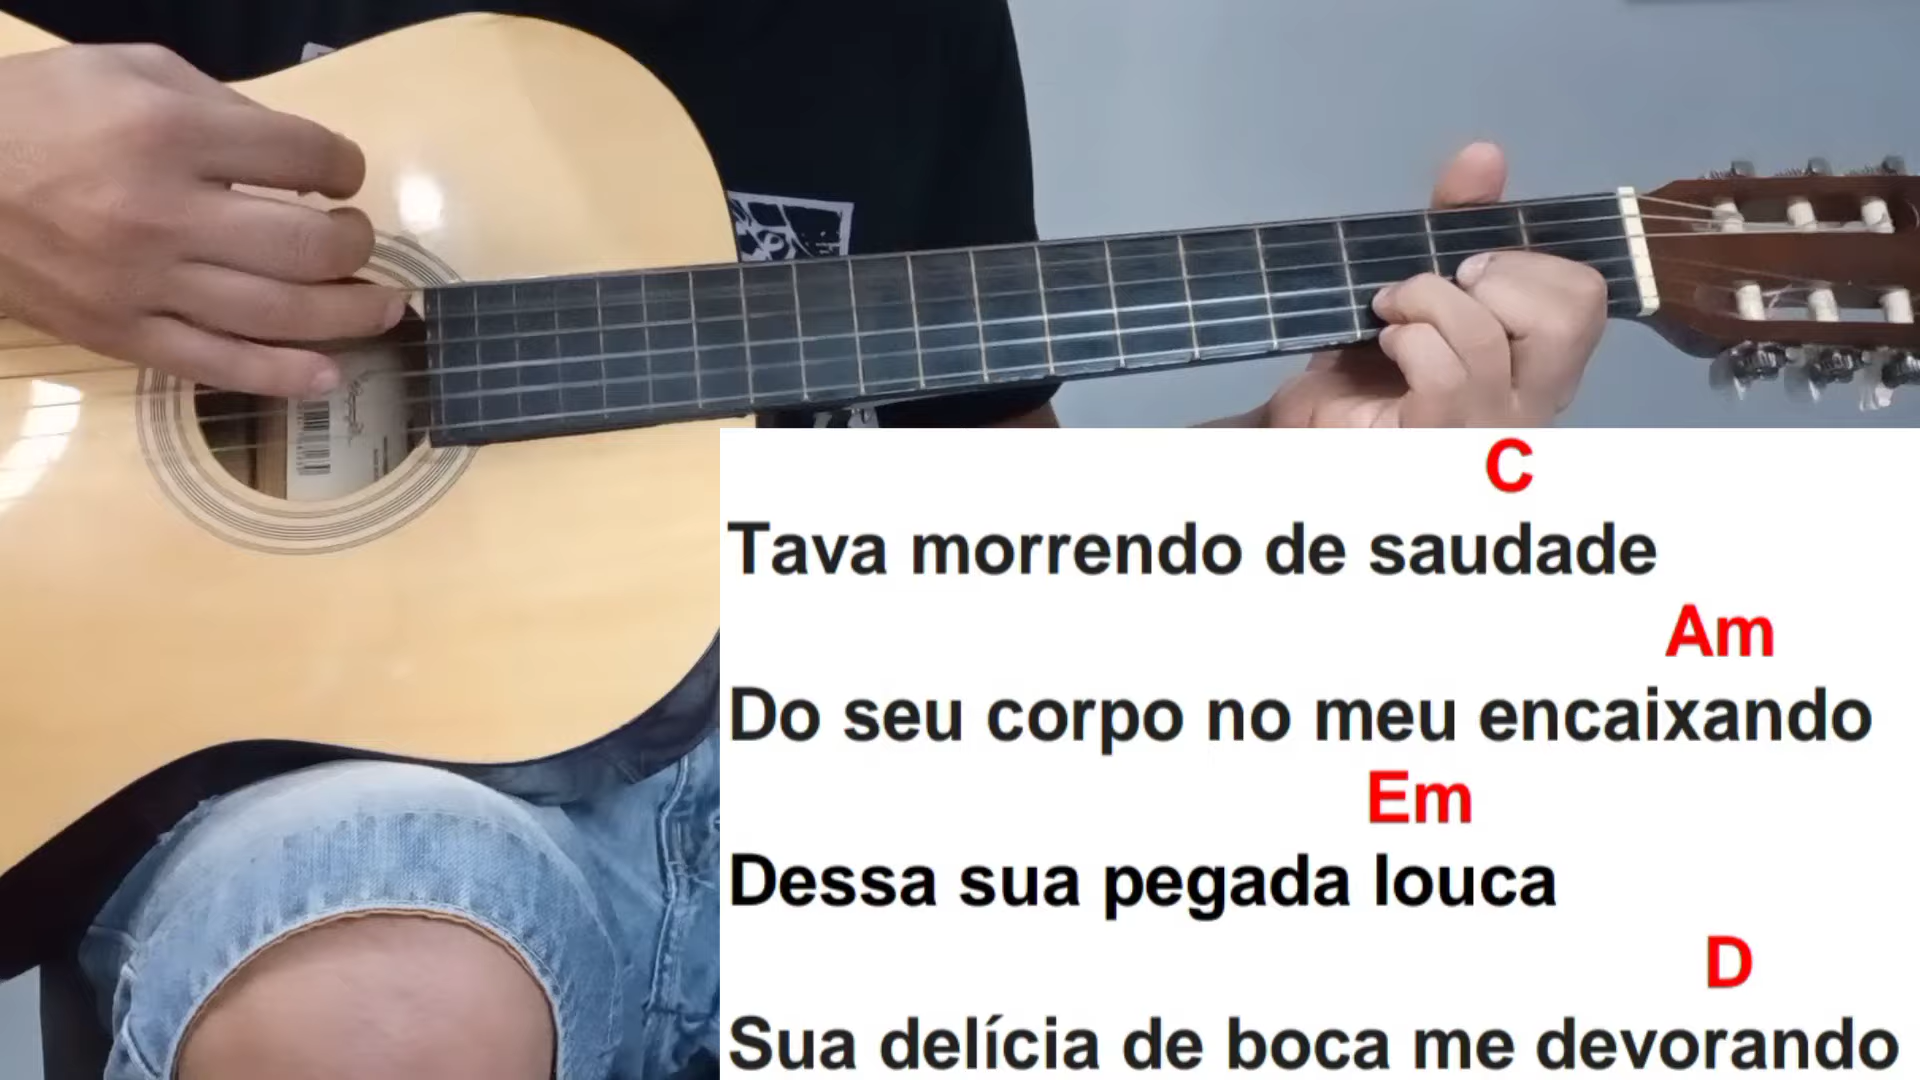 C
Tava morrendo de saudade
Am
Do seu corpo no meu encaixando
Em
Dessa sua pegada louca
D
Sua delícia de boca me devorando